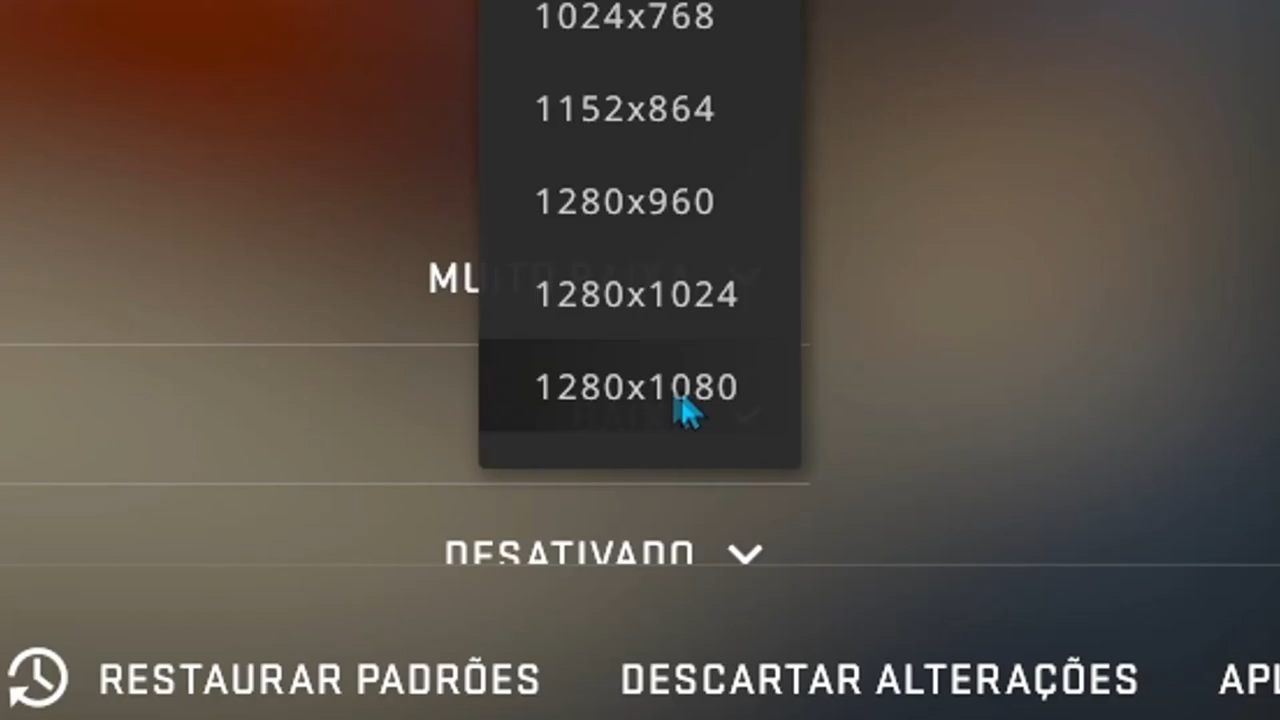 1024x768
1152x864
1280x960
1280x1024
1280x1080
DESATIVADO
RESTAURAR PADRÕES
DESCARTAR ALTERAÇÕES